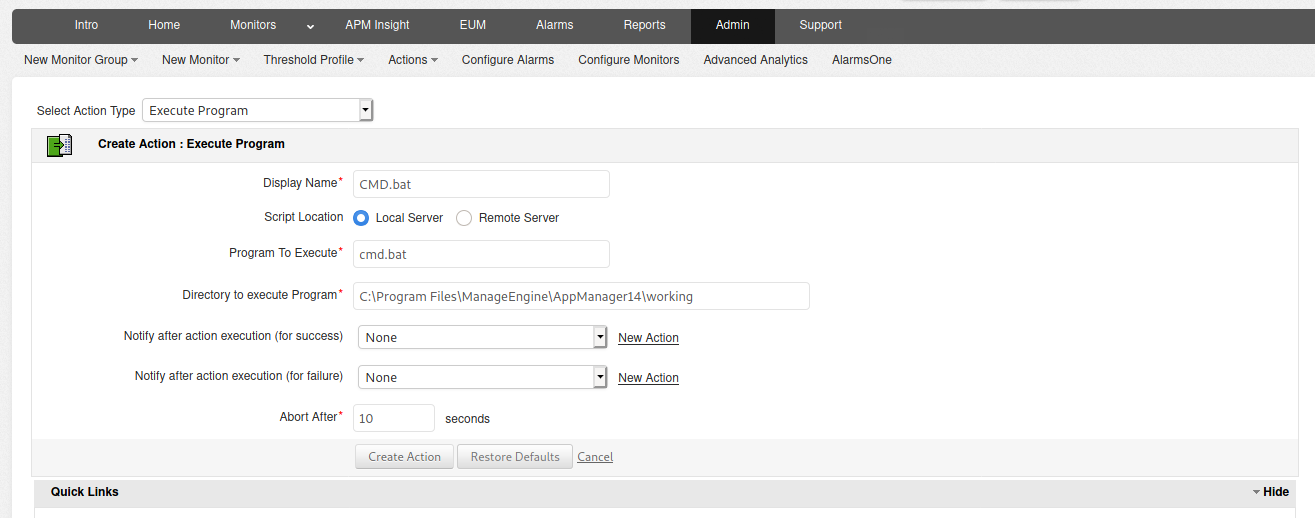 Intro Home Monitors APM Insight EUM Alarms Reports Admin Support
New Monitor Group New Monitor Threshold Profile Actions Configure Alarms Configure Monitors Advanced Analytics AlarmsOne
Select Action Type Execute Program
Create Action : Execute Program
Display Name* CMD.bat
Script Location Local Server Remote Server
Program To Execute* cmd.bat
Directory to execute Program* C:\Program Files\ManageEngine\AppManager14\working
Notify after action execution (for success) None New Action
Notify after action execution (for failure) None New Action
Abort After* 10 seconds
Create Action Restore Defaults Cancel
Quick Links Hide